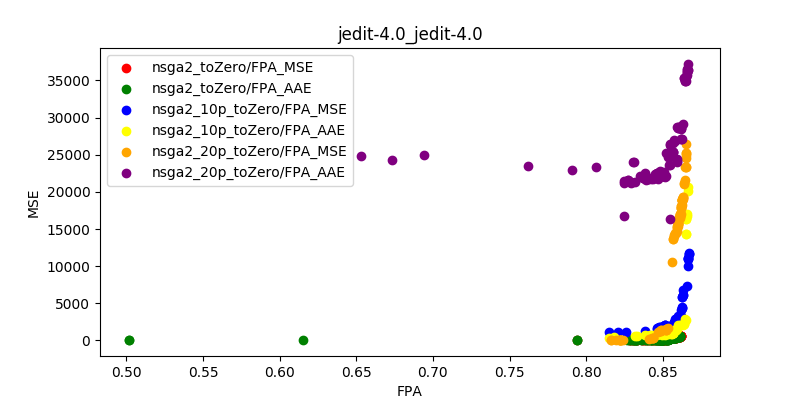 jedit-4.0_jedit-4.0
nsga2_toZero/FPA_MSE
nsga2_toZero/FPA_AAE
nsga2_10p_toZero/FPA_MSE
nsga2_10p_toZero/FPA_AAE
nsga2_20p_toZero/FPA_MSE
nsga2_20p_toZero/FPA_AAE
MSE
35000
30000
25000
20000
15000
10000
5000
0
0.50 0.55 0.60 0.65 0.70 0.75 0.80 0.85
FPA